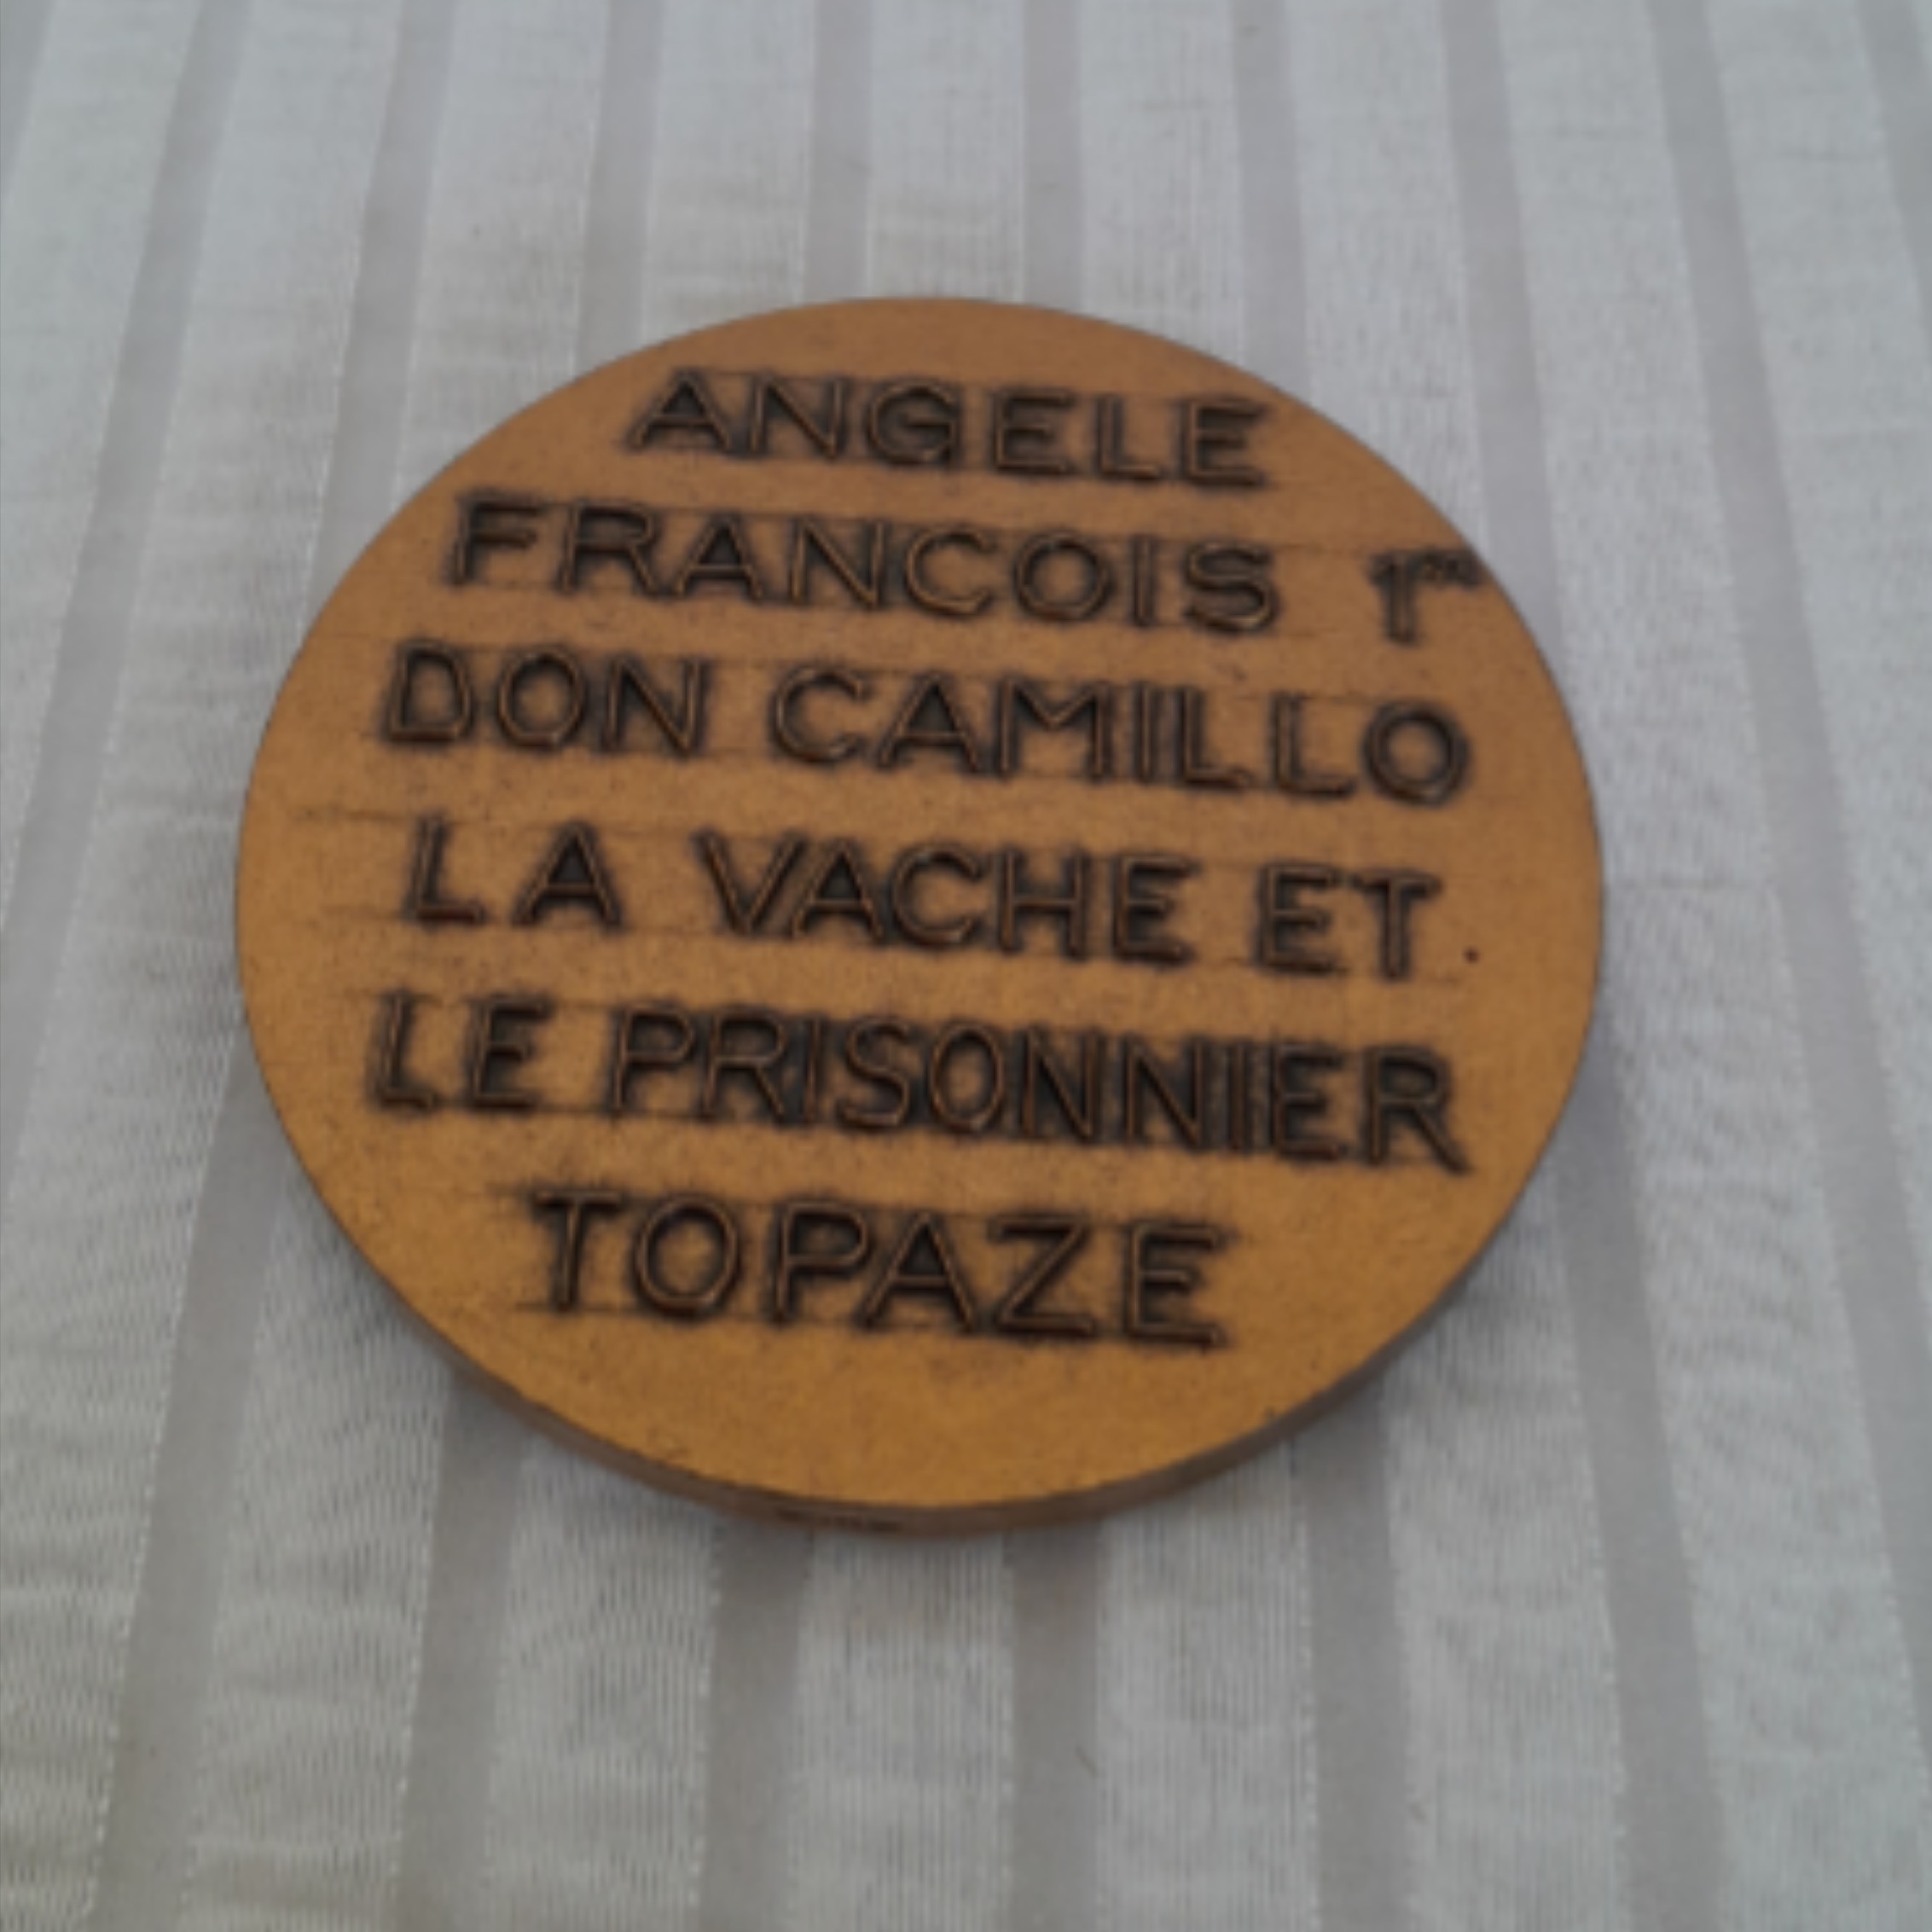 ANGELE
FRANCOIS 1er
DON CAMILLO
LA VACHE ET
LE PRISONNIER
TOPAZE